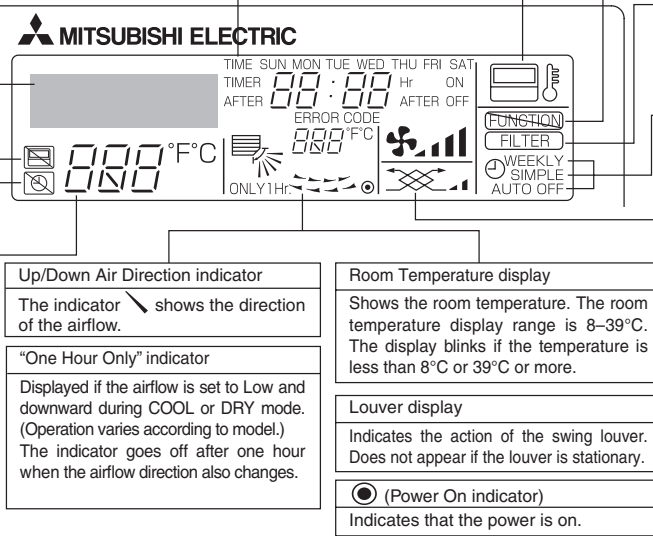 MITSUBISHI ELECTRIC
TIME SUN MON TUE WED THU FRI SAT
TIMER 88:88 Hr ON
AFTER AFTER OFF
ERROR CODE
888 °F°C
888 °F°C
ONLY1Hr.
FUNCTION
FILTER
WEEKLY
SIMPLE
AUTO OFF
Up/Down Air Direction indicator
The indicator shows the direction
of the airflow.
“One Hour Only” indicator
Displayed if the airflow is set to Low and
downward during COOL or DRY mode.
(Operation varies according to model.)
The indicator goes off after one hour
when the airflow direction also changes.
Room Temperature display
Shows the room temperature. The room
temperature display range is 8–39°C.
The display blinks if the temperature is
less than 8°C or 39°C or more.
Louver display
Indicates the action of the swing louver.
Does not appear if the louver is stationary.
(Power On indicator)
Indicates that the power is on.